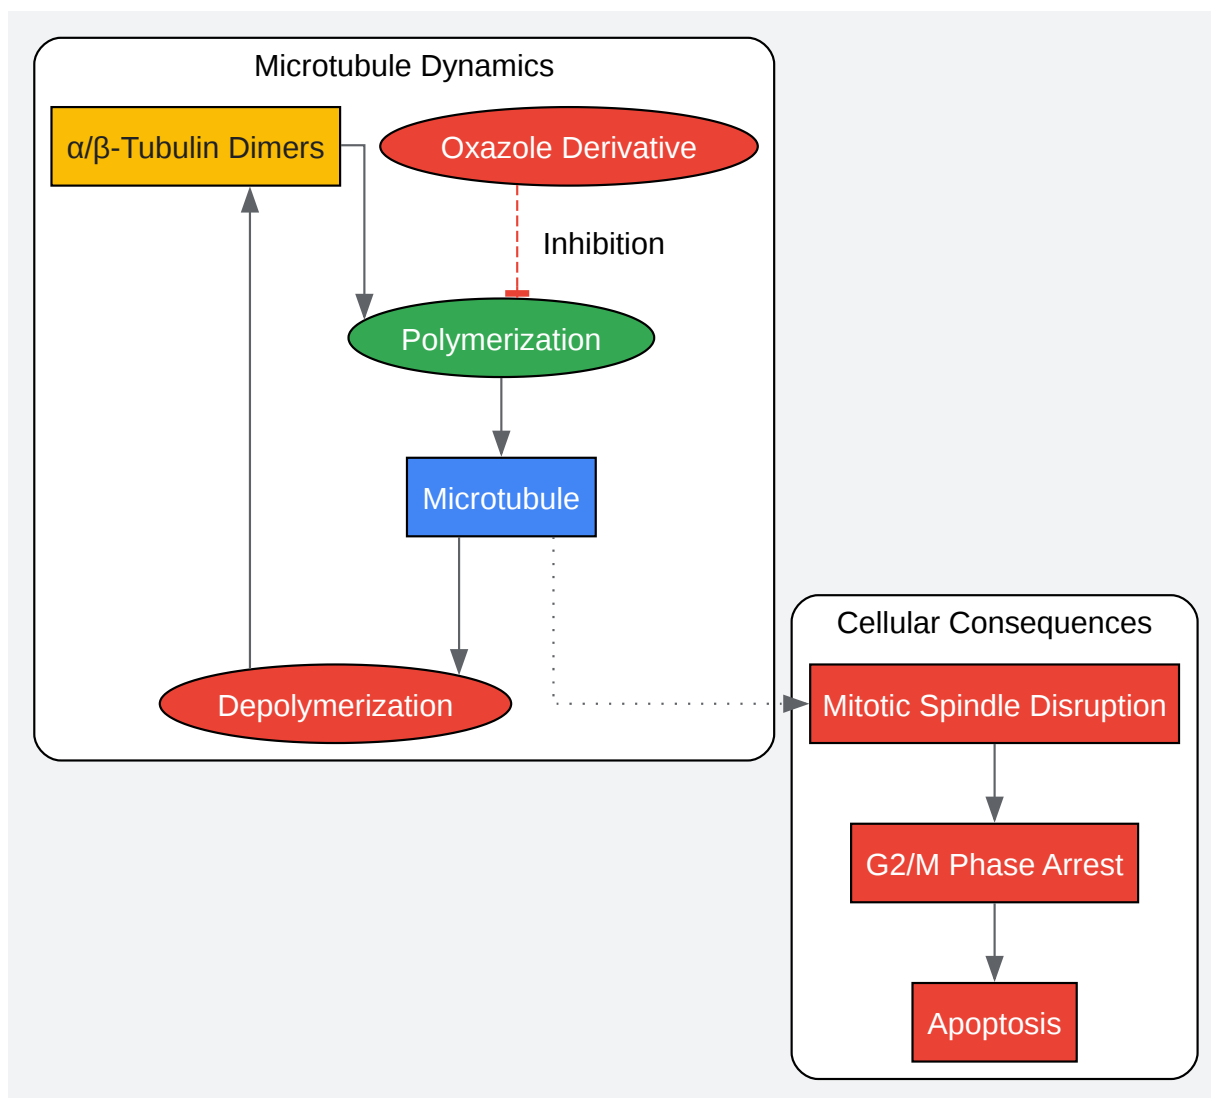 Microtubule Dynamics
α/β-Tubulin Dimers
Oxazole Derivative
Inhibition
Polymerization
Microtubule
Depolymerization
Cellular Consequences
Mitotic Spindle Disruption
G2/M Phase Arrest
Apoptosis